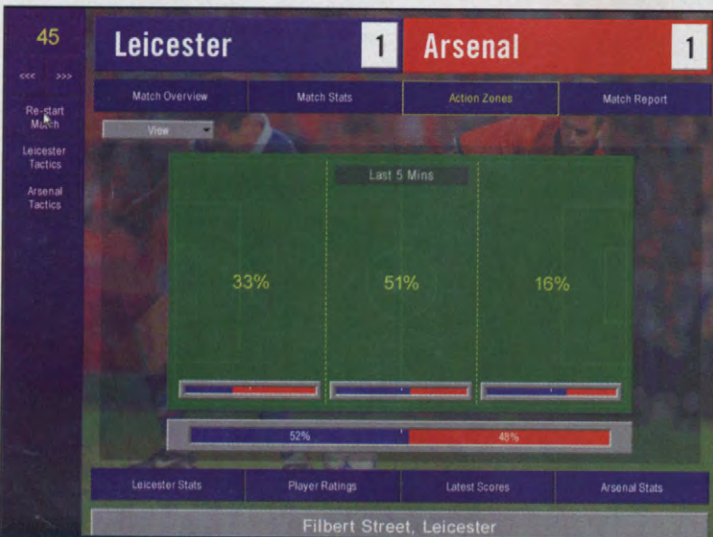 45
Leicester 1 Arsenal 1
<<< >>>
Match Overview Match Stats Action Zones Match Report
Re-start
Match
View
Leicester
Tactics
Arsenal
Tactics
Last 5 Mins
33% 51% 16%
52% 48%
Leicester Stats Player Ratings Latest Scores Arsenal Stats
Filbert Street, Leicester